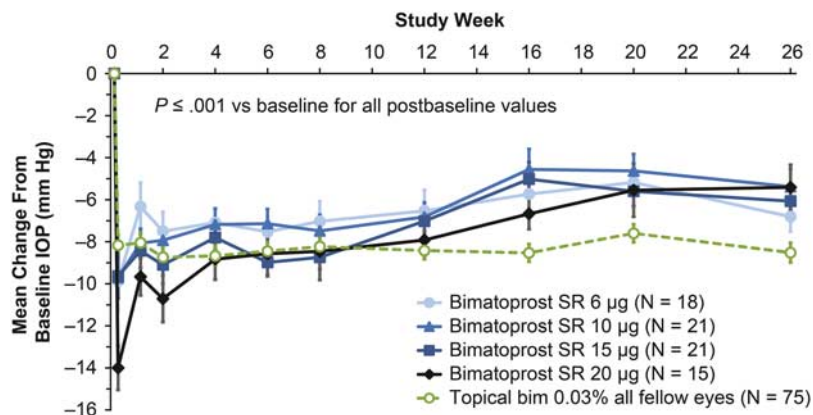 Study Week
0 2 4 6 8 10 12 14 16 18 20 22 24 26
0
−2
−4
−6
−8
−10
−12
−14
−16
Mean Change From
Baseline IOP (mm Hg)
P ≤ .001 vs baseline for all postbaseline values
Bimatoprost SR 6 µg (N = 18)
Bimatoprost SR 10 µg (N = 21)
Bimatoprost SR 15 µg (N = 21)
Bimatoprost SR 20 µg (N = 15)
Topical bim 0.03% all fellow eyes (N = 75)